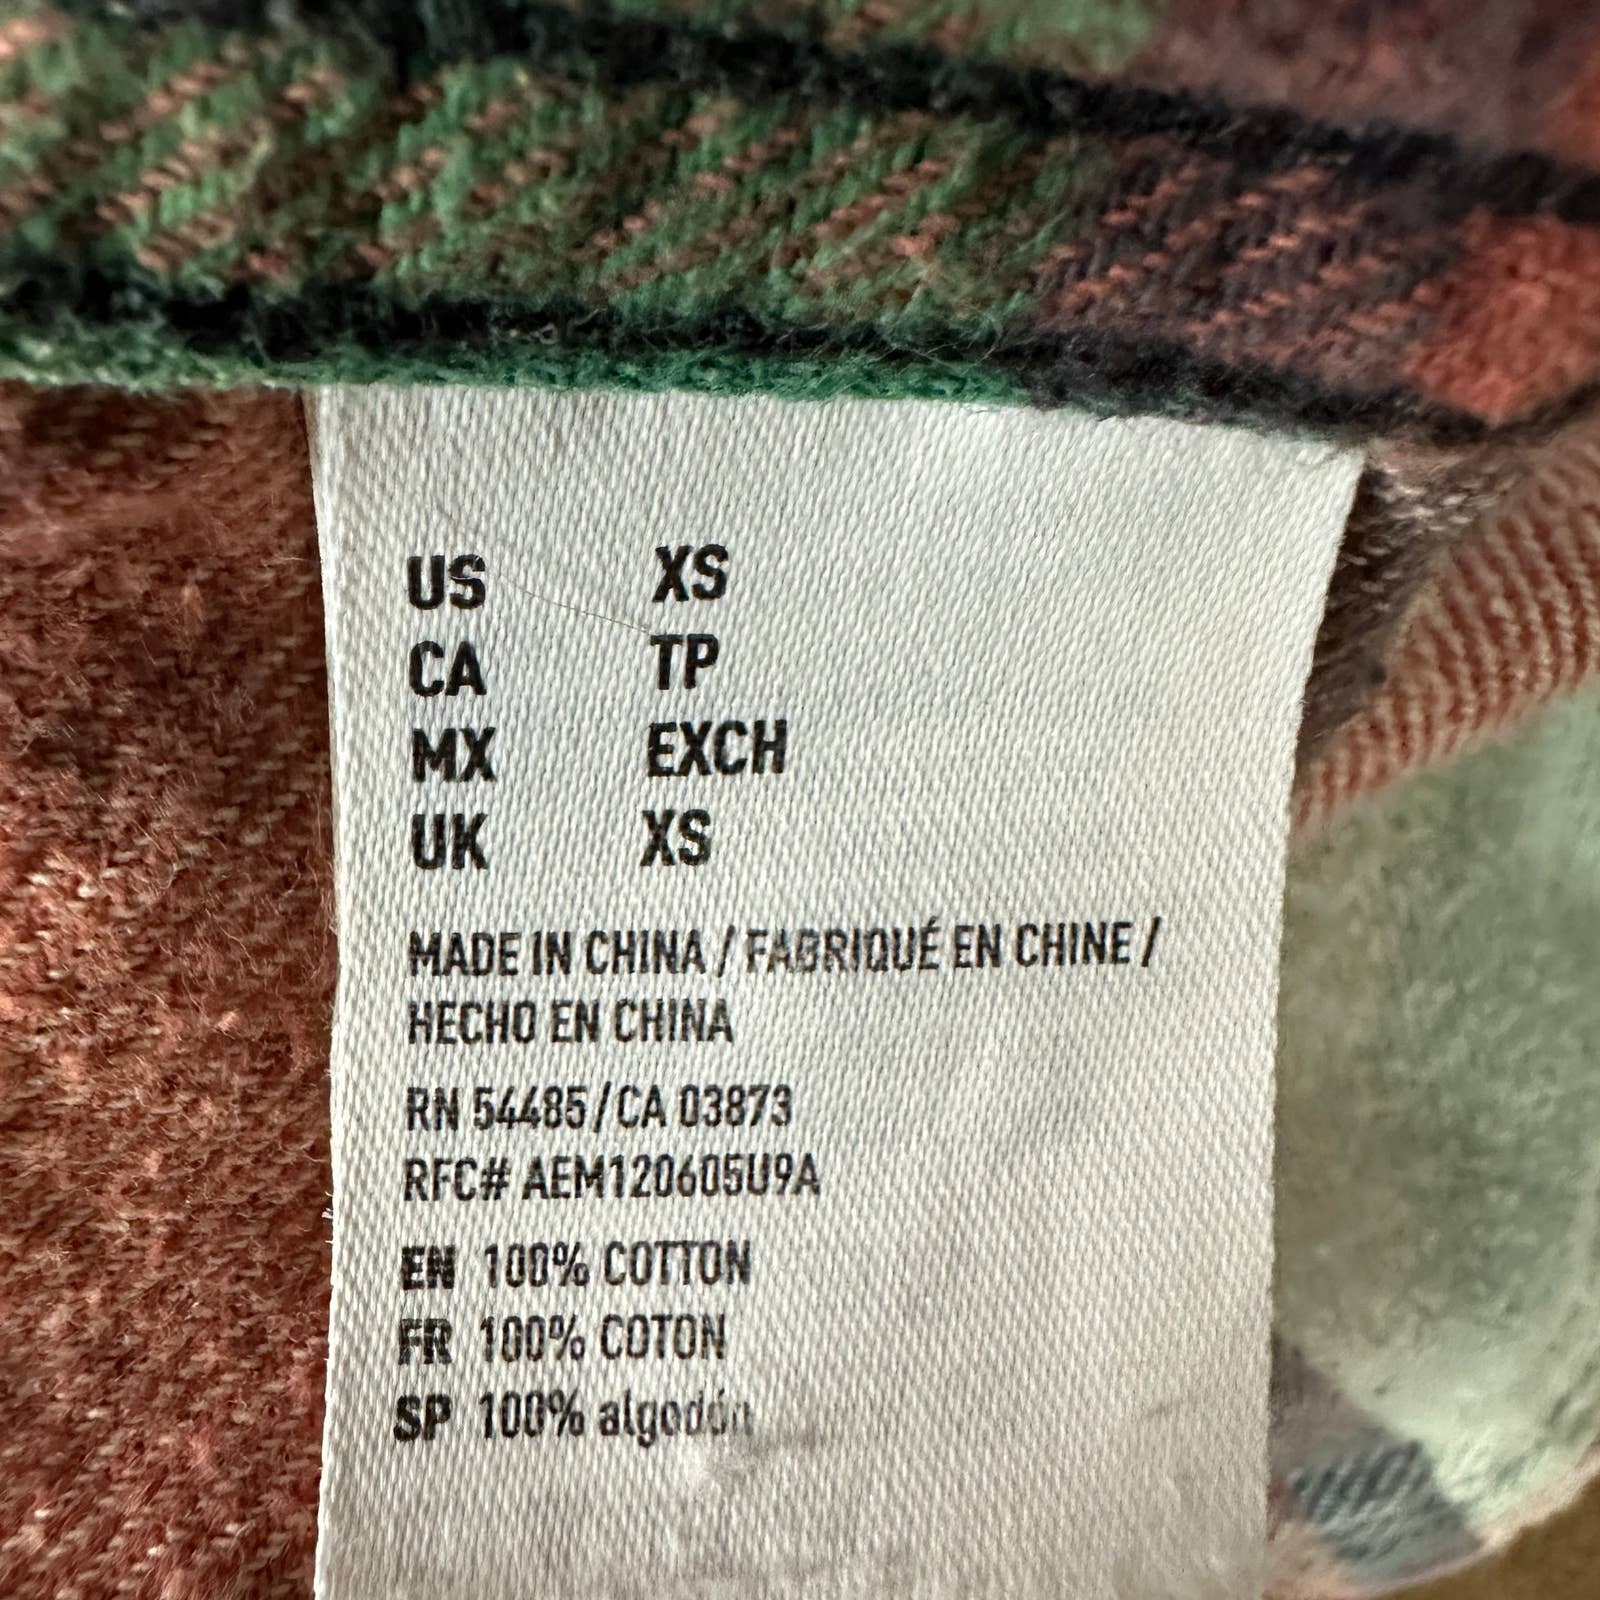 US XS
CA TP
MX EXCH
UK XS
MADE IN CHINA / FABRIQUÉ EN CHINE /
HECHO EN CHINA
RN 54485/CA 03873
RFC# AEM120605U9A
EN 100% COTTON
FR 100% COTON
SP 100% algodón